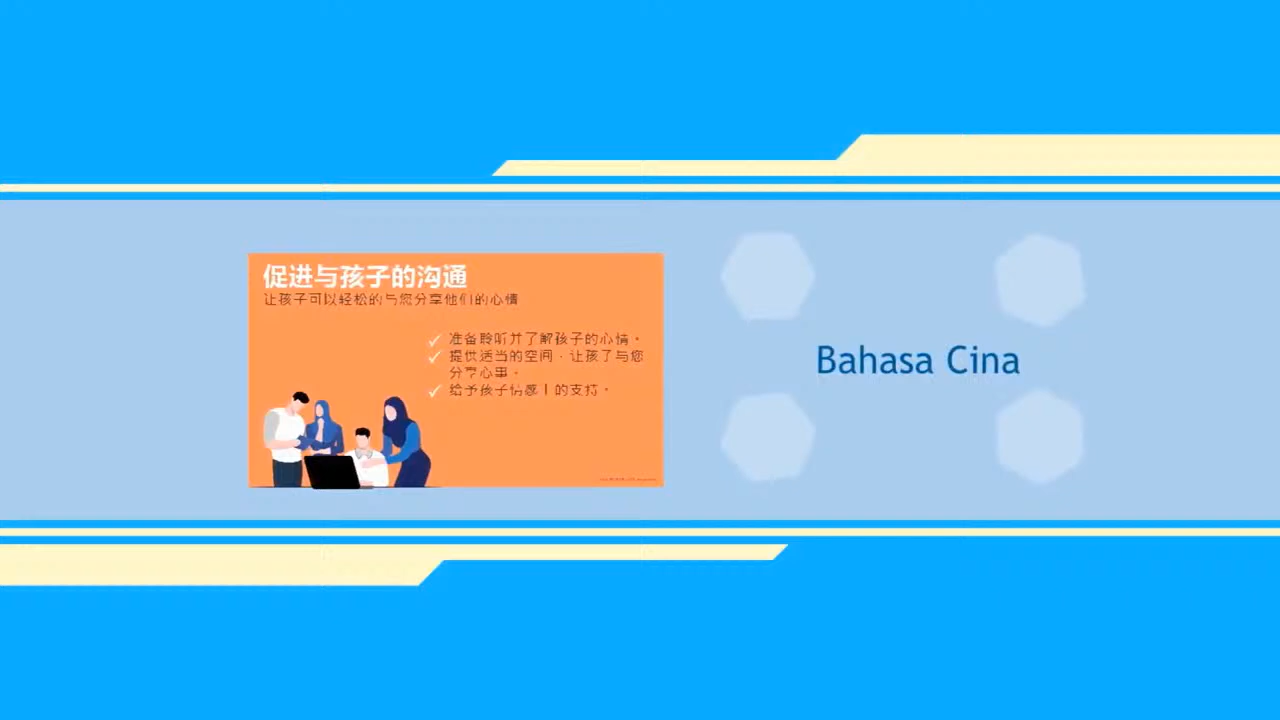 促进与孩子的沟通
让孩子可以轻松的与您分享他们的心情
✓ 准备聆听并了解孩子的心情。
✓ 提供适当的空间，让孩子与您
分享心事。
✓ 给予孩子情感上的支持。
Bahasa Cina